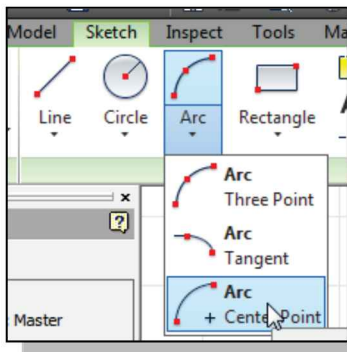 Model Sketch Inspect Tools Ma
Line Circle Arc Rectangle
Arc
Three Point
Arc
Tangent
Arc
Center Point
Master